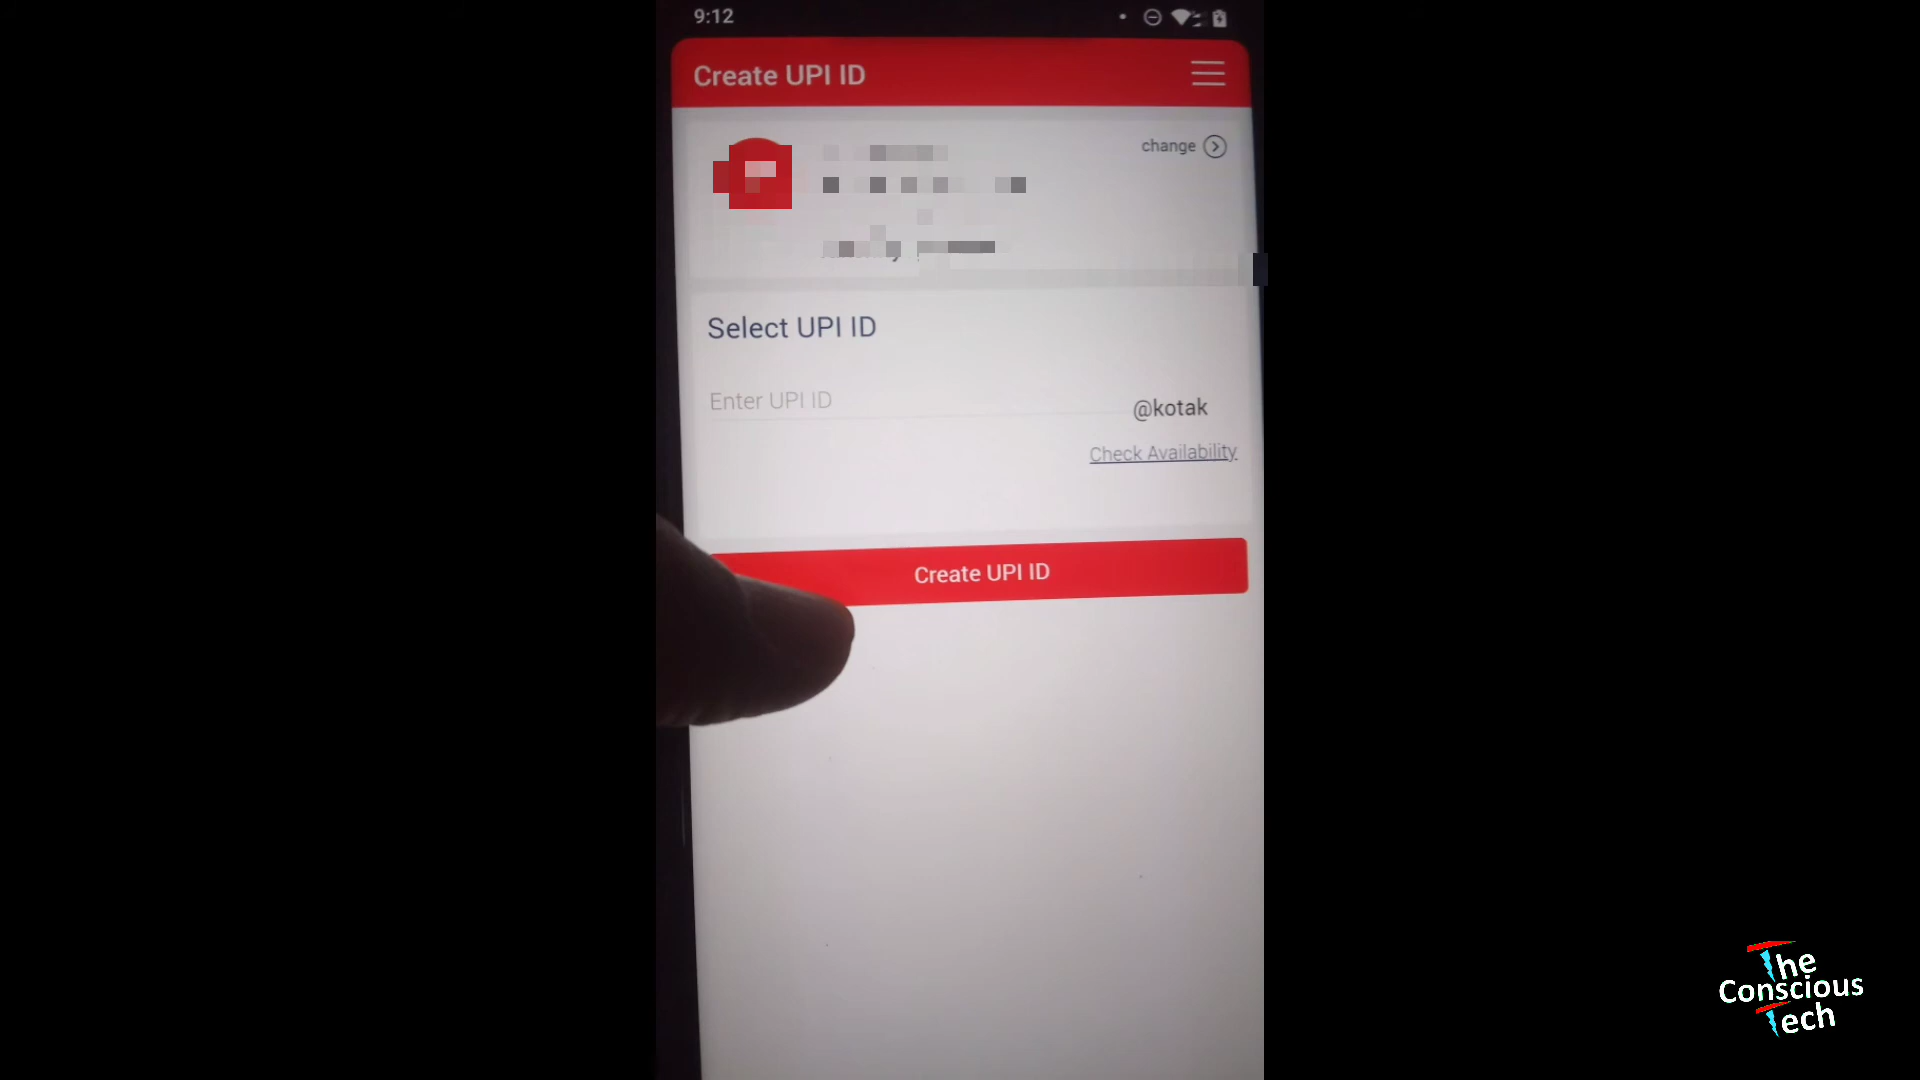 9:12
Create UPI ID
change
Select UPI ID
Enter UPI ID
@kotak
Check Availability
Create UPI ID
The
Conscious
Tech